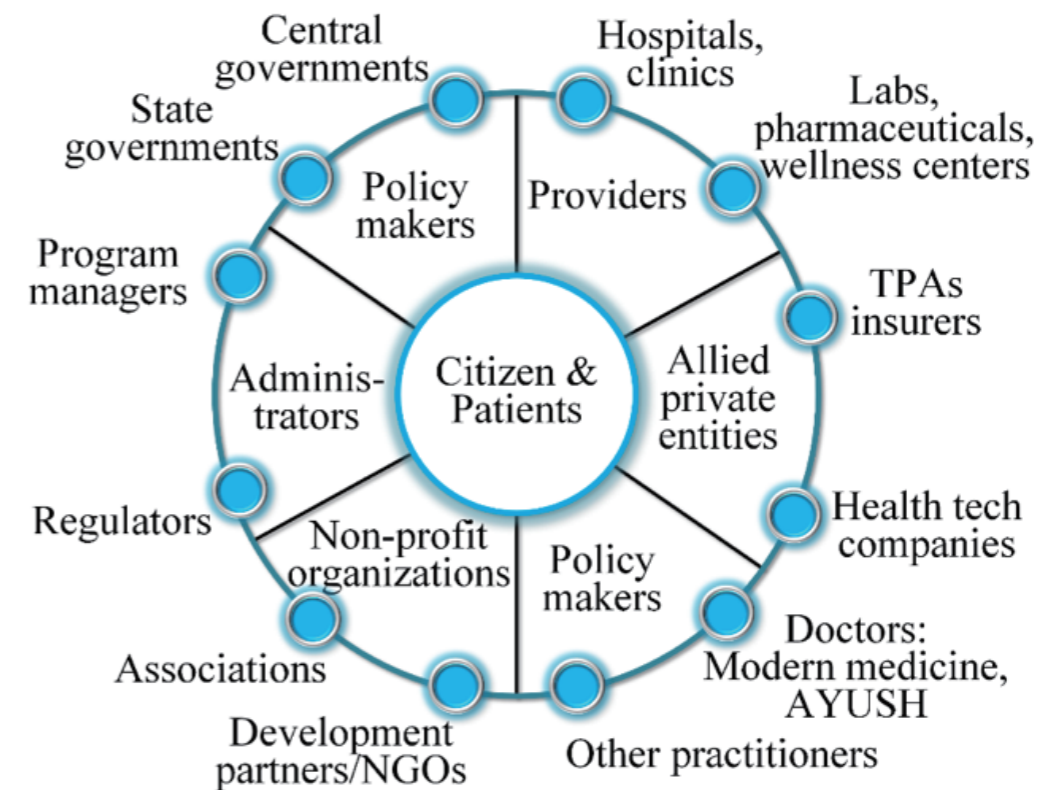 Central
governments
Hospitals,
clinics
State
governments
Labs,
pharmaceuticals,
wellness centers
Policy
makers
Providers
Program
managers
TPAs
insurers
Adminis-
trators
Citizen &
Patients
Allied
private
entities
Regulators
Health tech
companies
Non-profit
organizations
Policy
makers
Associations
Doctors:
Modern medicine,
AYUSH
Development
partners/NGOs
Other practitioners